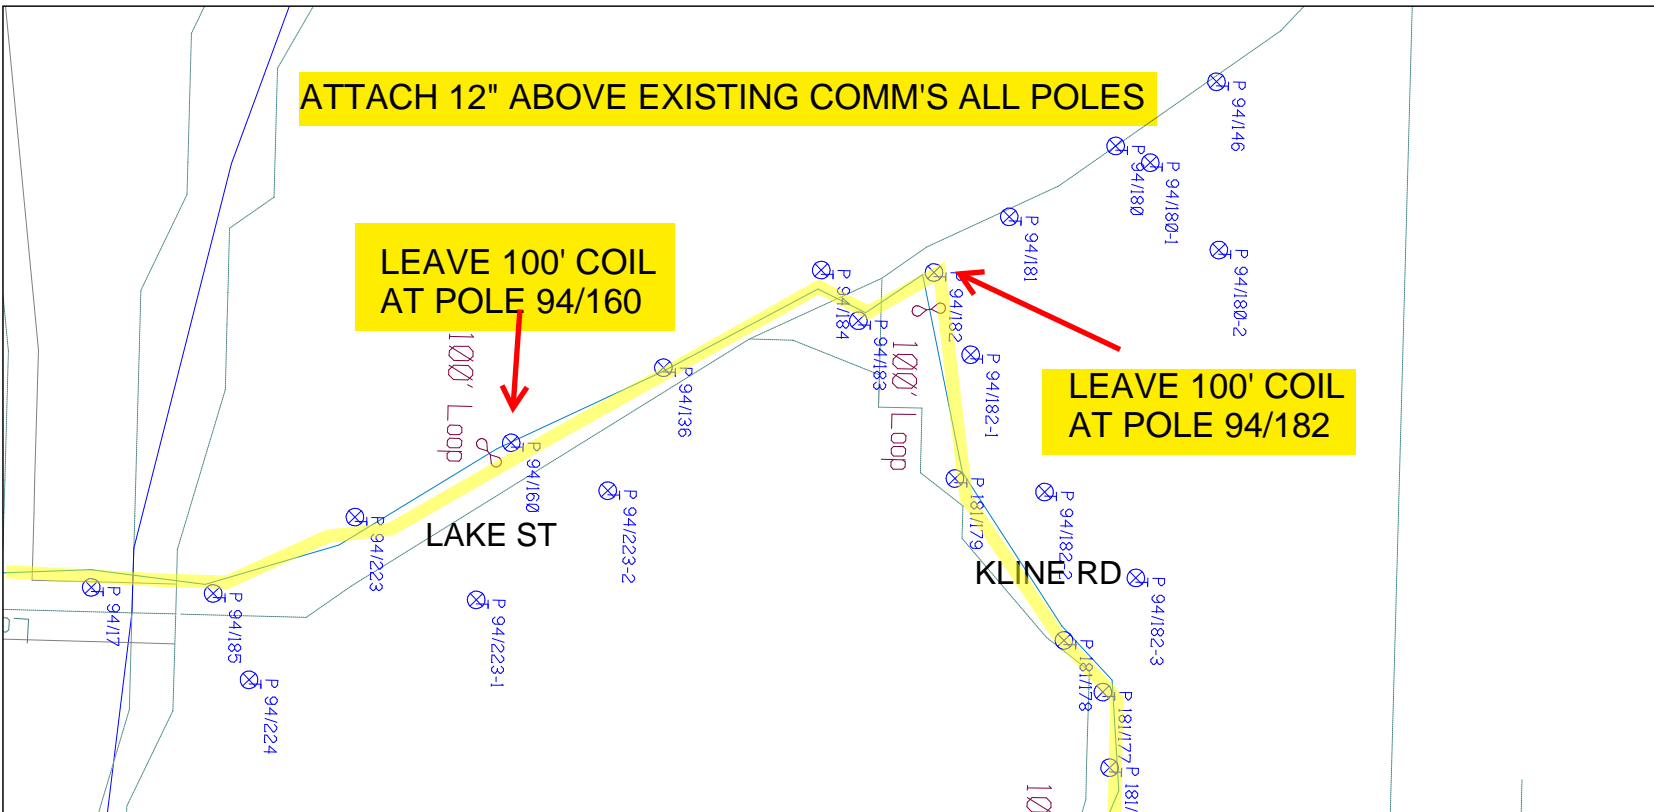 ATTACH 12" ABOVE EXISTING COMM'S ALL POLES
P 94/146
P 94/180
P 94/180-1
P 94/181
P 94/180-2
LEAVE 100' COIL
AT POLE 94/160
P 94/184
P 94/183
P 94/182
100' Loop
100' Loop
P 94/136
P 94/182-1
LEAVE 100' COIL
AT POLE 94/182
P 94/160
P 94/223-2
P 181/179
P 94/182-2
P 94/223
LAKE ST
KLINE RD
P 94/17
P 94/185
P 94/223-1
P 94/182-3
P 94/224
P 181/178
P 181/177
P 181/
10